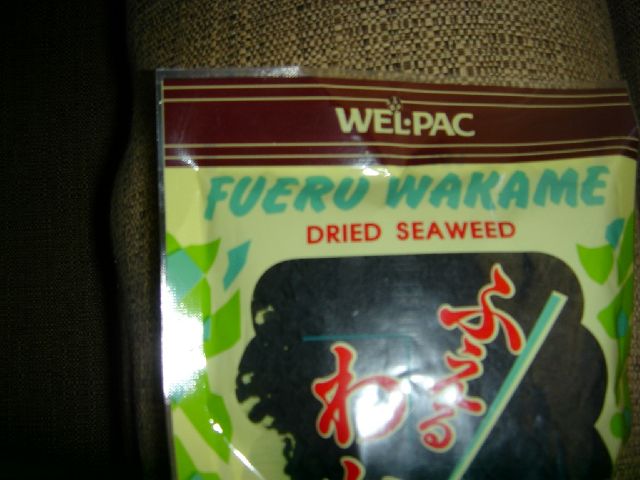 WEL·PAC
FUERU WAKAME
DRIED SEAWEED
ふえる
わ